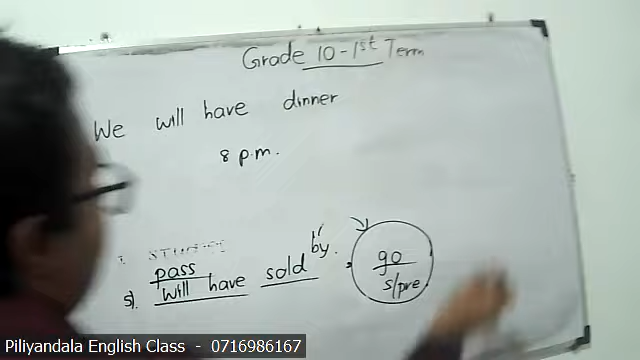 Grade 10-1st Term
We will have dinner
8 p.m.
by.
pass
s). will have sold
go
s/pre
Piliyandala English Class - 0716986167